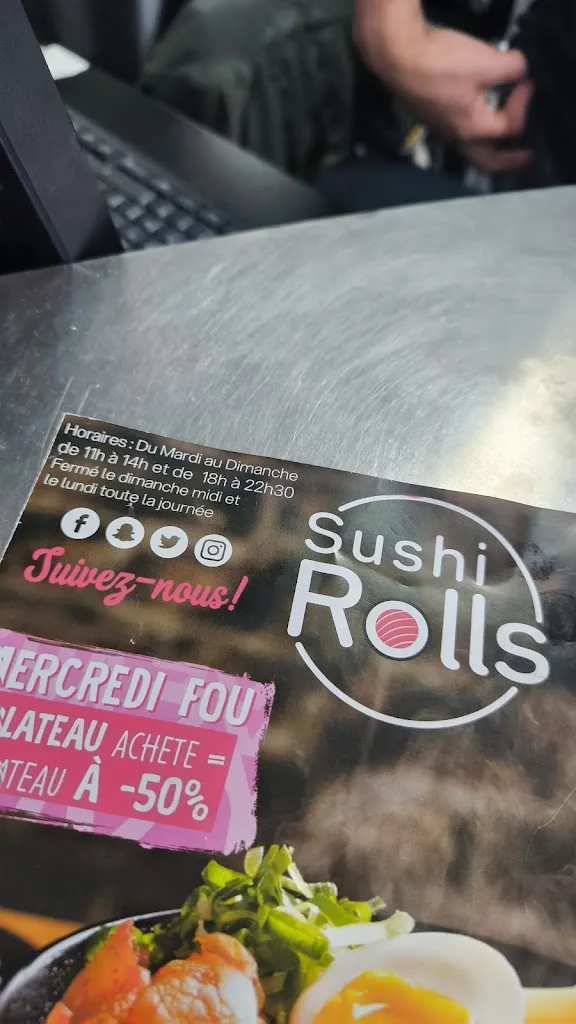 Horaires : Du Mardi au Dimanche
de 11h à 14h et de 18h à 22h30
Fermé le dimanche midi et
le lundi toute la journée
Suivez-nous!
Sushi
Rolls
MERCREDI FOU
PLATEAU ACHETE =
ATEAU À -50%